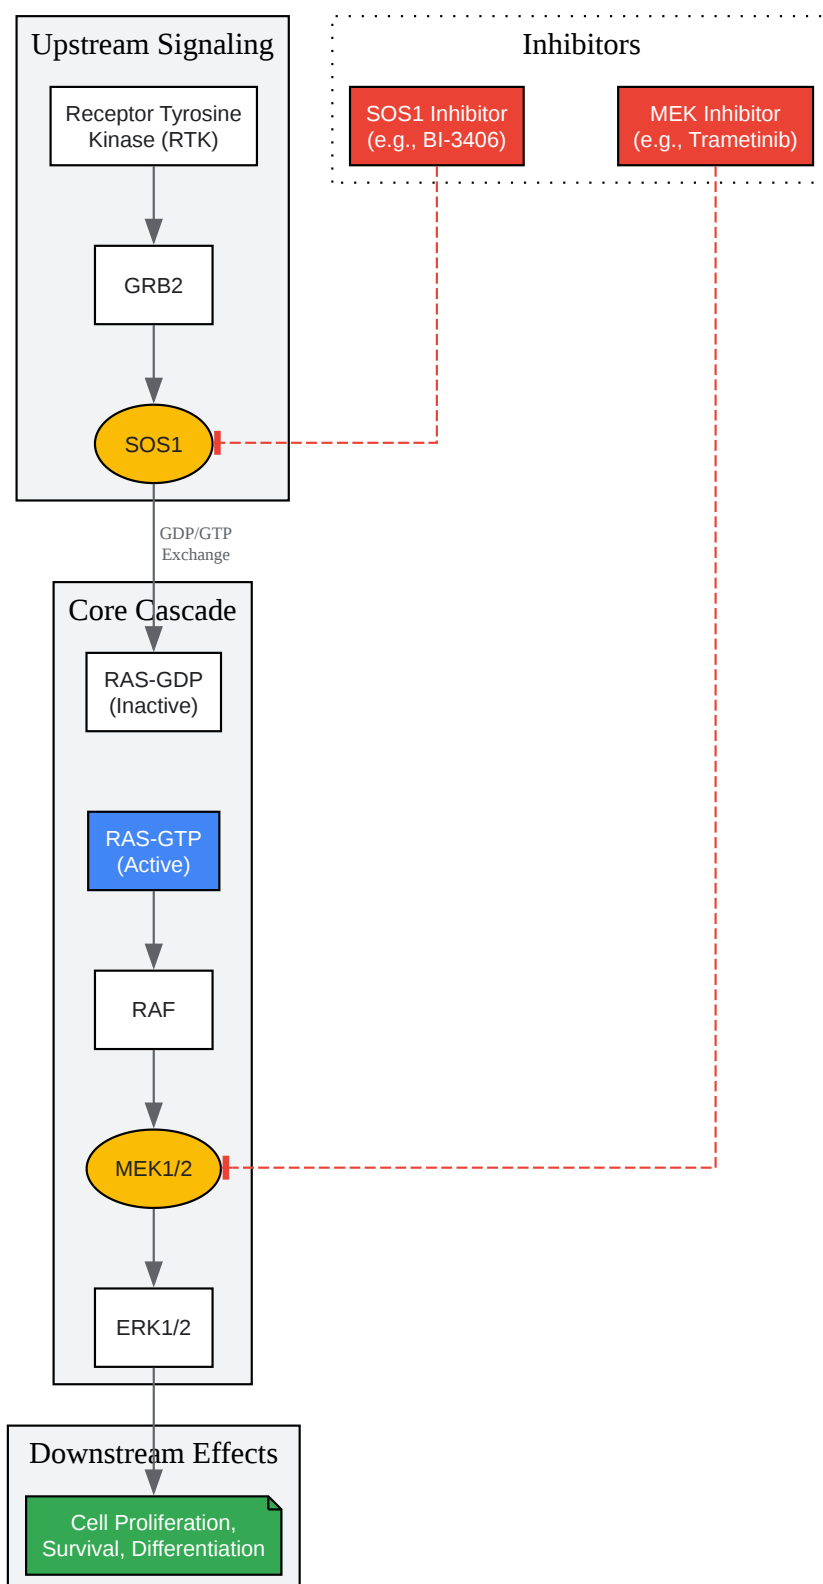 Upstream Signaling
Receptor Tyrosine
Kinase (RTK)
GRB2
SOS1
Inhibitors
SOS1 Inhibitor
(e.g., BI-3406)
MEK Inhibitor
(e.g., Trametinib)
GDP/GTP
Exchange
Core Cascade
RAS-GDP
(Inactive)
RAS-GTP
(Active)
RAF
MEK1/2
ERK1/2
Downstream Effects
Cell Proliferation,
Survival, Differentiation